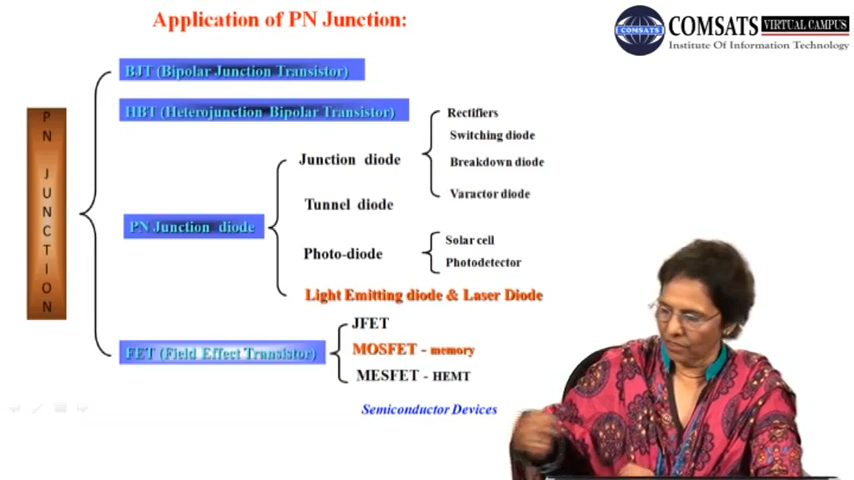 Application of PN Junction:
COMSATS
COMSATS VIRTUAL CAMPUS
Institute Of Information Technology
PN JUNCTION
BJT (Bipolar Junction Transistor)
HBT (Heterojunction Bipolar Transistor)
PN Junction diode
Junction diode
Rectifiers
Switching diode
Breakdown diode
Varactor diode
Tunnel diode
Photo-diode
Solar cell
Photodetector
Light Emitting diode & Laser Diode
FET (Field Effect Transistor)
JFET
MOSFET - memory
MESFET - HEMT
Semiconductor Devices